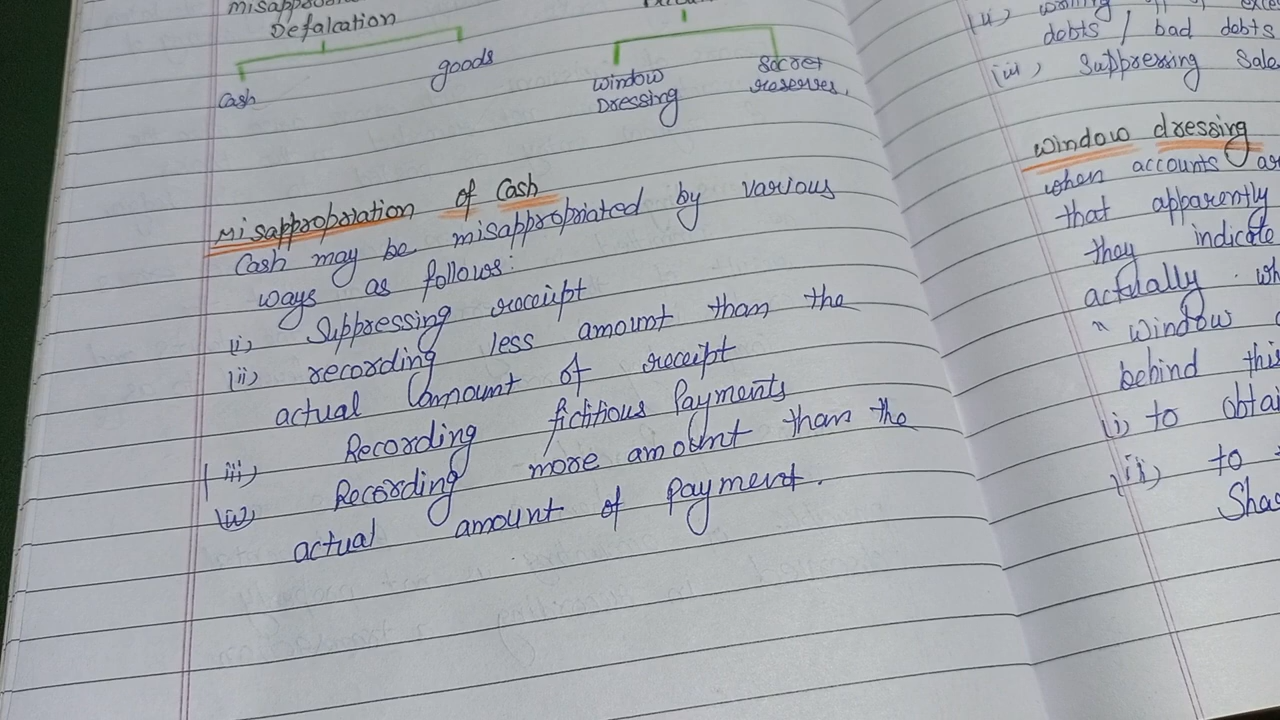 Defalcation
Cash
goods
Window
Dressing
Secret
reserves.
Misapproporation of Cash
Cash may be misappropriated by various
ways as follows:
(i) Suppressing receipt
(ii) recording less amount than the
actual amount of receipt
(iii) Recording fictitious Payments
(iv) Recording more amount than the
actual amount of Payment.
debts / bad debts
(iii) Suppressing Sale
window dressing
when accounts
that apparently
they indicate
actually
" window
behind this
(i) to
(ii) to